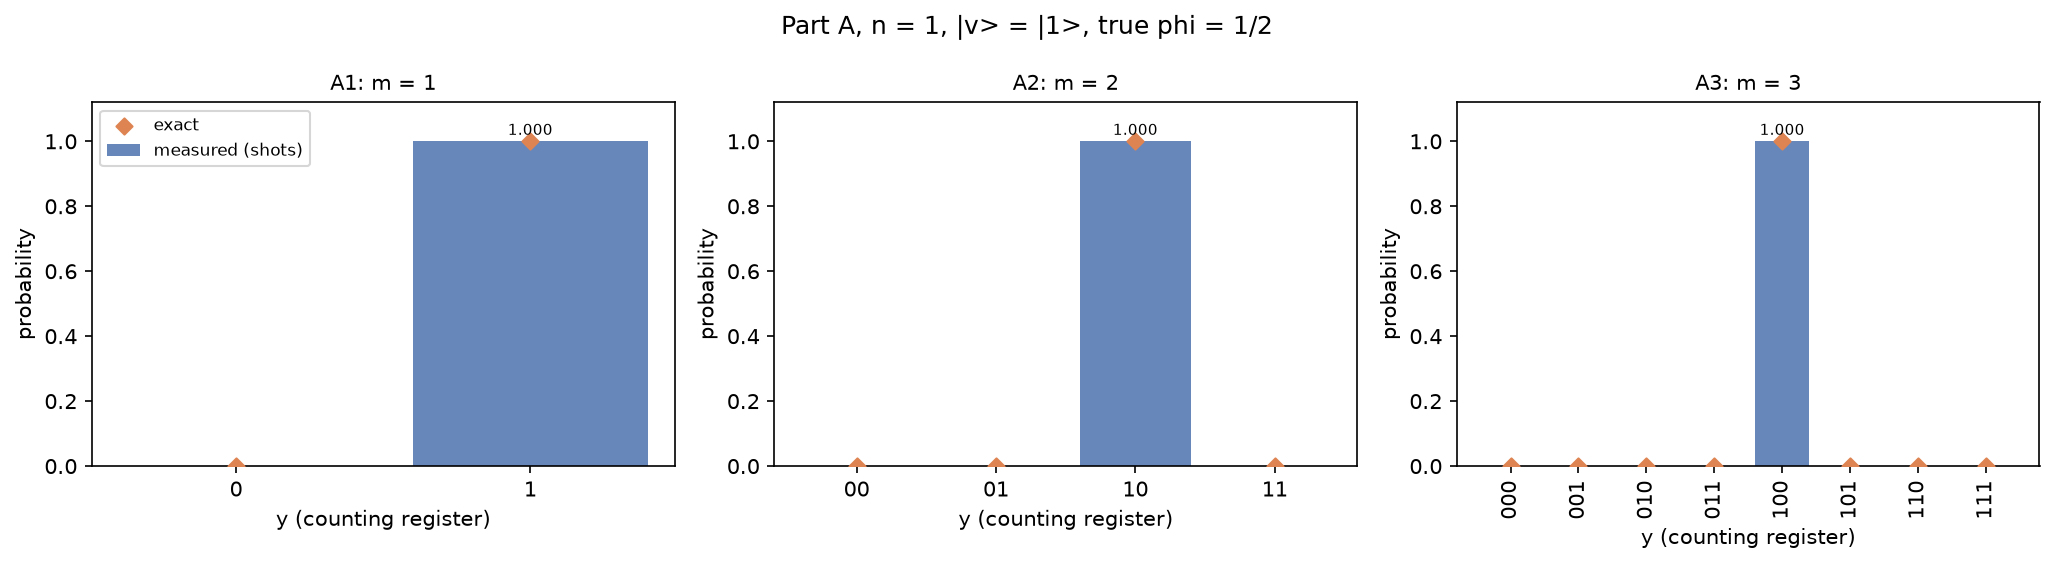 Part A, n = 1, |v> = |1>, true phi = 1/2
A1: m = 1
exact
measured (shots)
1.000
probability
0.0
0.2
0.4
0.6
0.8
1.0
0
1
y (counting register)
A2: m = 2
1.000
probability
0.0
0.2
0.4
0.6
0.8
1.0
00
01
10
11
y (counting register)
A3: m = 3
1.000
probability
0.0
0.2
0.4
0.6
0.8
1.0
000
001
010
011
100
101
110
111
y (counting register)